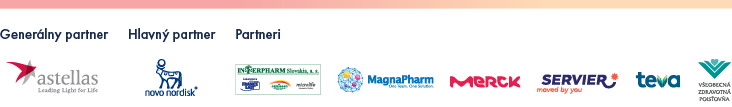 Generálny partner
Hlavný partner
Partneri
astellas
Leading Light for Life
novo nordisk®
INTERPHARM Slovakia, a. s.
MagnaPharm
One Team. One Solution.
MERCK
SERVIER
moved by you
teva
VŠEOBECNÁ
ZDRAVOTNÁ
POISŤOVŇA